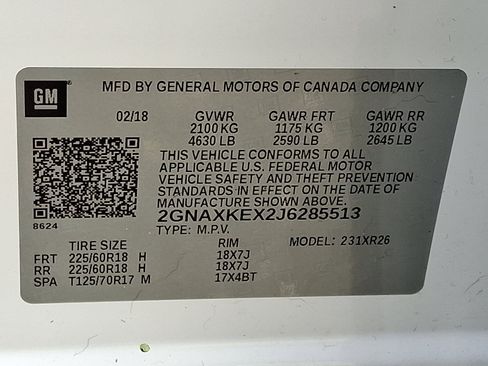 GM
MFD BY GENERAL MOTORS OF CANADA COMPANY
02/18 GVWR GAWR FRT GAWR RR
2100 KG 1175 KG 1200 KG
4630 LB 2590 LB 2645 LB
THIS VEHICLE CONFORMS TO ALL
APPLICABLE U.S. FEDERAL MOTOR
VEHICLE SAFETY AND THEFT PREVENTION
STANDARDS IN EFFECT ON THE DATE OF
MANUFACTURE SHOWN ABOVE.
8624
2GNAXKEX2J6285513
TYPE: M.P.V.
TIRE SIZE RIM MODEL: 231XR26
FRT 225/60R18 H 18X7J
RR 225/60R18 H 18X7J
SPA T125/70R17 M 17X4BT